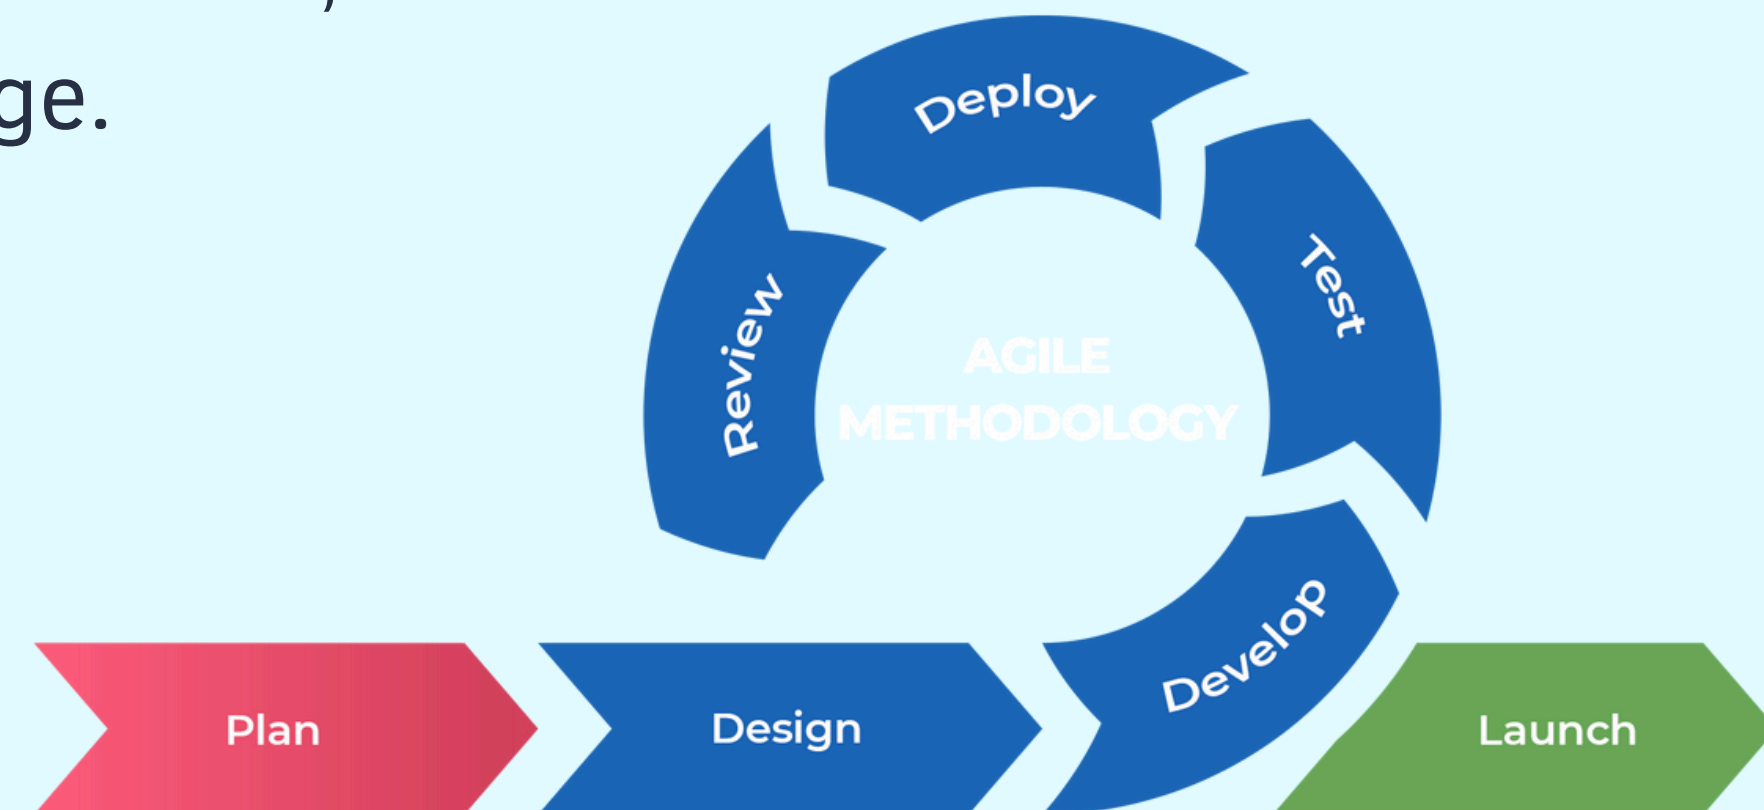 ge.
Deploy
Test
Review
AGILE
METHODOLOGY
Develop
Plan
Design
Launch